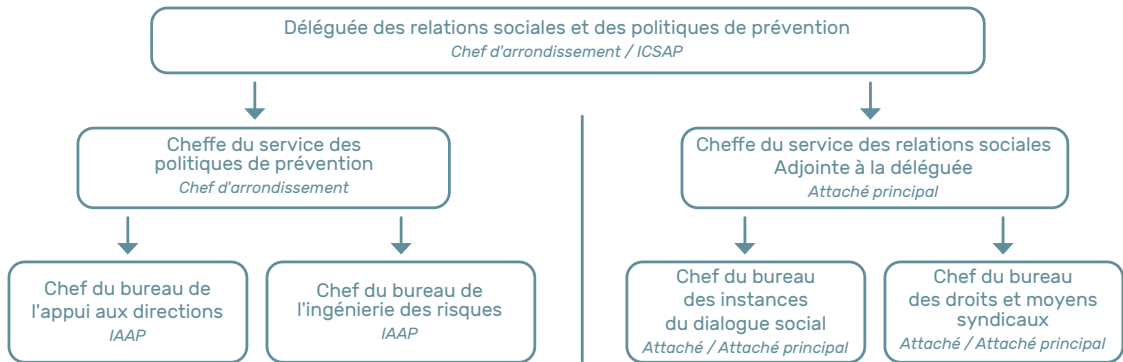 Déléguée des relations sociales et des politiques de prévention
Chef d'arrondissement / ICSAP
Cheffe du service des
politiques de prévention
Chef d'arrondissement
Cheffe du service des relations sociales
Adjointe à la déléguée
Attaché principal
Chef du bureau de
l'appui aux directions
IAAP
Chef du bureau de
l'ingénierie des risques
IAAP
Chef du bureau
des instances
du dialogue social
Attaché / Attaché principal
Chef du bureau
des droits et moyens
syndicaux
Attaché / Attaché principal